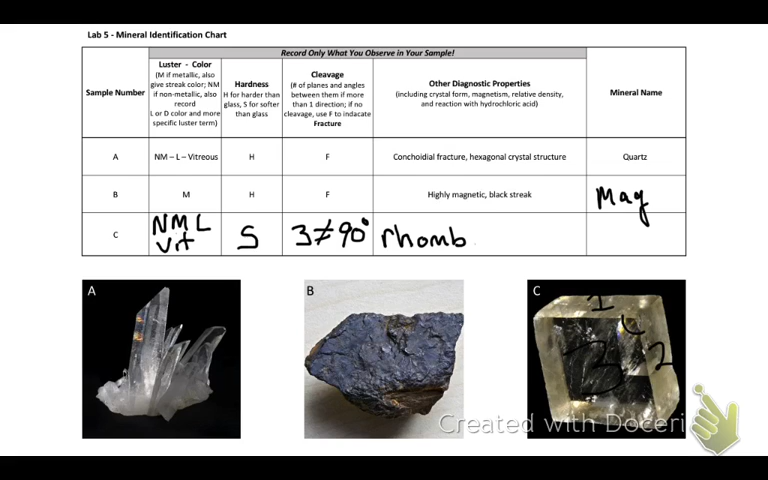 Lab 5 - Mineral Identification Chart
Record Only What You Observe in Your Sample!
Sample Number
Luster - Color
(M if metallic, also
give streak color; NM
if non-metallic, also
record
L or D color and more
specific luster term)
Hardness
H for harder than
glass, S for softer
than glass
Cleavage
(# of planes and angles
between them if more
than 1 direction; if no
cleavage, use F to indacate
Fracture
Other Diagnostic Properties
(including crystal form, magnetism, relative density,
and reaction with hydrochloric acid)
Mineral Name
A
NM – L – Vitreous
H
F
Conchoidial fracture, hexagonal crystal structure
Quartz
B
M
H
F
Highly magnetic, black streak
Mag
C
NM L
Vit
S
3 ≠ 90°
rhomb
A
B
C
1
2
3
Created with Doceri